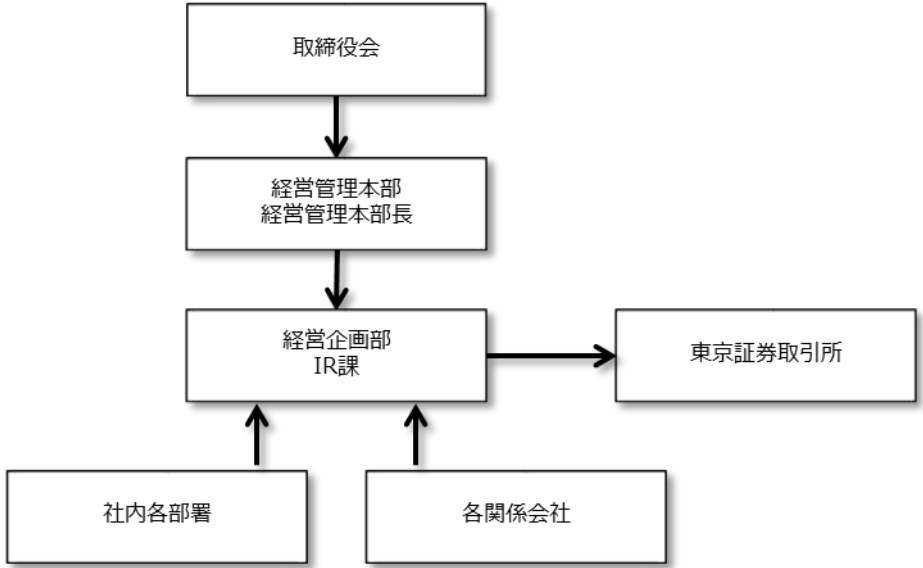 取締役会
経営管理本部
経営管理本部長
経営企画部
IR課
東京証券取引所
社内各部署
各関係会社